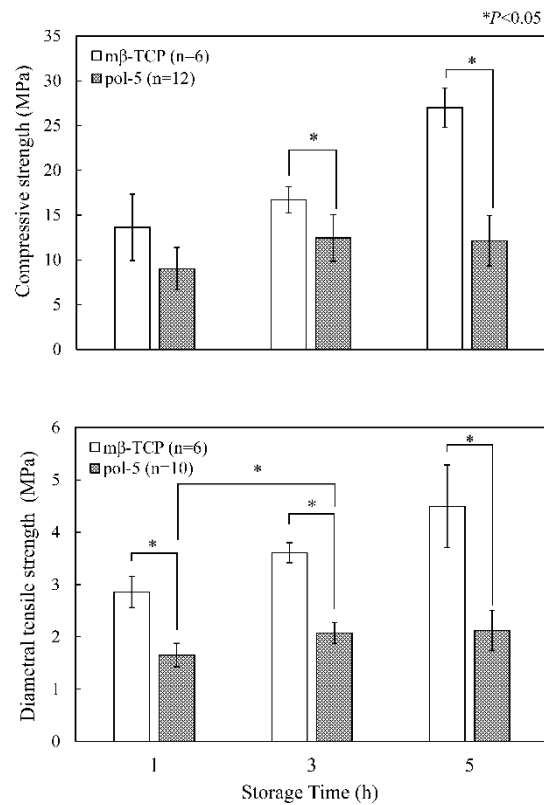 *P<0.05
Compressive strength (MPa)
35
30
25
20
15
10
5
0
mβ-TCP (n=6)
pol-5 (n=12)
*
*
Diametral tensile strength (MPa)
6
5
4
3
2
1
0
mβ-TCP (n=6)
pol-5 (n=10)
*
*
*
*
1 3 5
Storage Time (h)